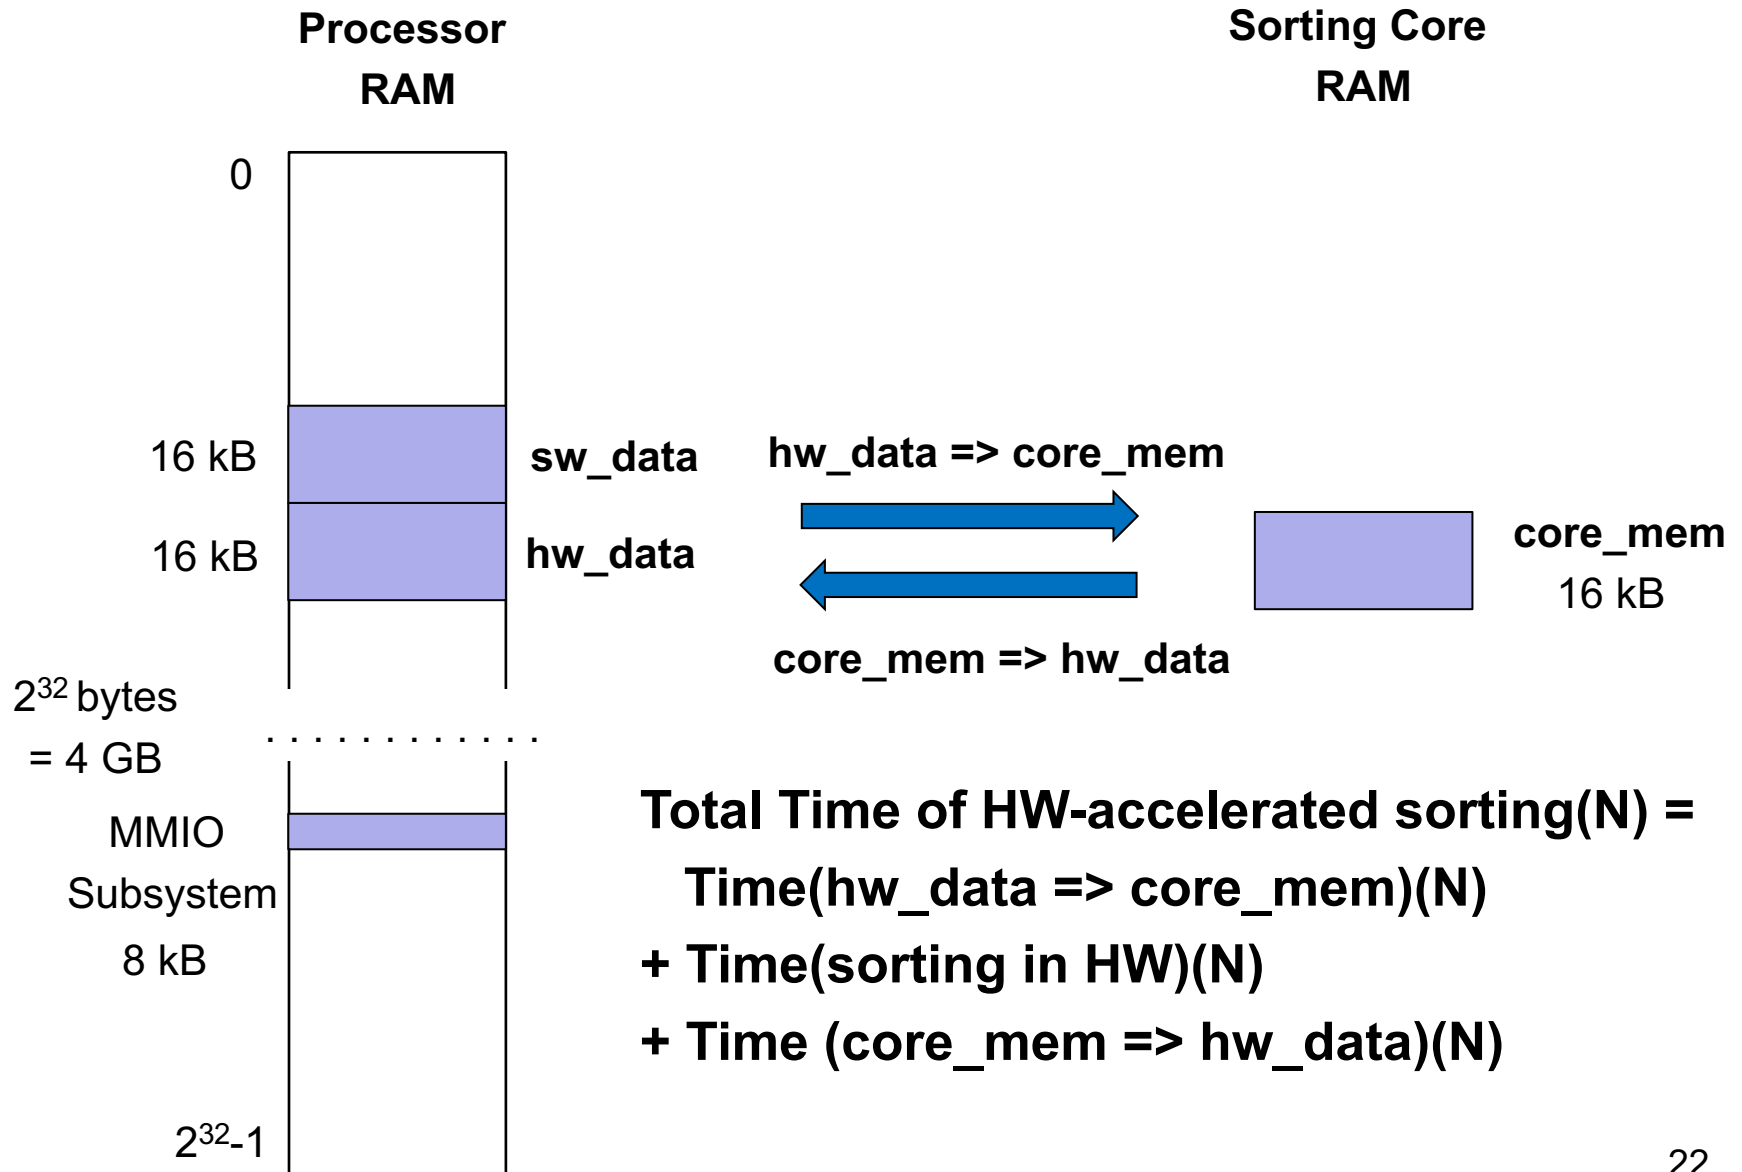 Processor
RAM
Sorting Core
RAM
0
16 kB
sw_data
16 kB
hw_data
hw_data => core_mem
core_mem => hw_data
core_mem
16 kB
2³² bytes
= 4 GB
. . . . . . . . . . . .
MMIO
Subsystem
8 kB
2³²-1
Total Time of HW-accelerated sorting(N) =
Time(hw_data => core_mem)(N)
+ Time(sorting in HW)(N)
+ Time (core_mem => hw_data)(N)
22